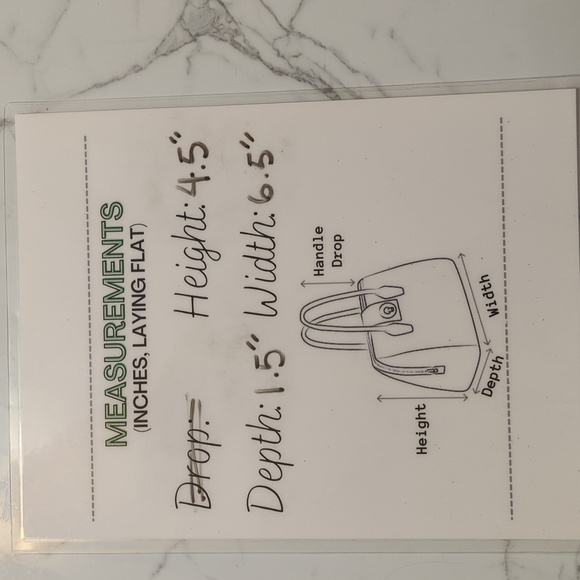 MEASUREMENTS
(INCHES, LAYING FLAT)
Drop: Height: 4.5"
Depth: 1.5" Width: 6.5"
Handle
Drop
Height
Depth
Width